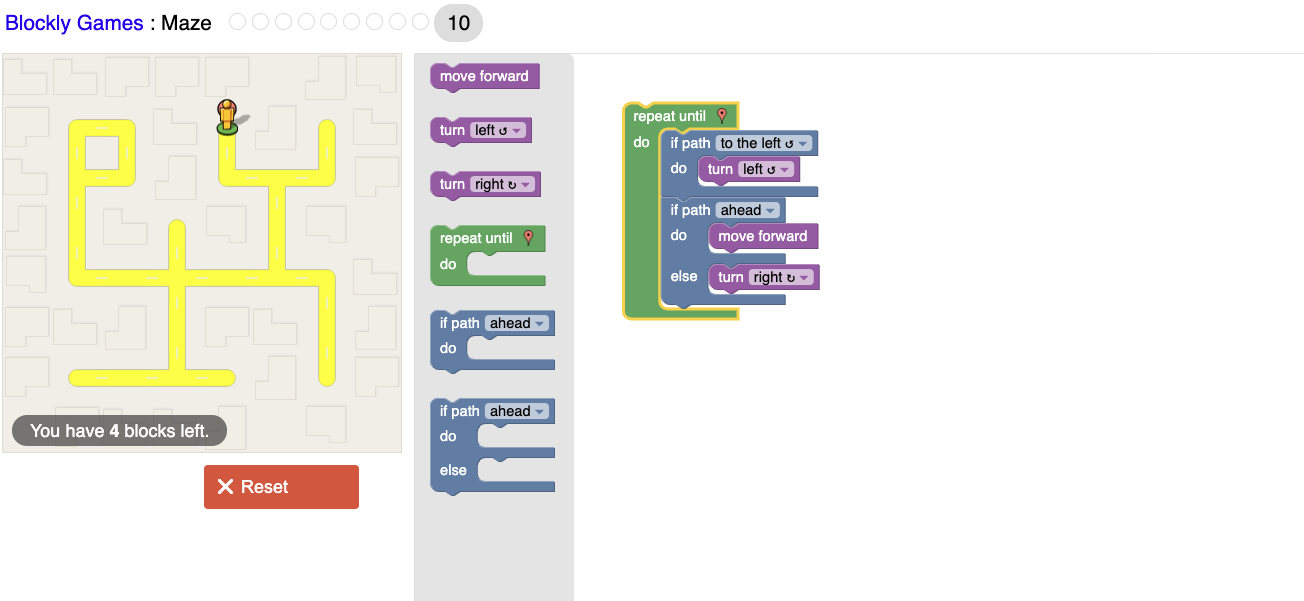 Blockly Games : Maze 10
You have 4 blocks left.
Reset
move forward
turn left ↺
turn right ↻
repeat until
do
if path ahead
do
if path ahead
do
else
repeat until
do if path to the left ↺
do turn left ↺
if path ahead
do move forward
else turn right ↻